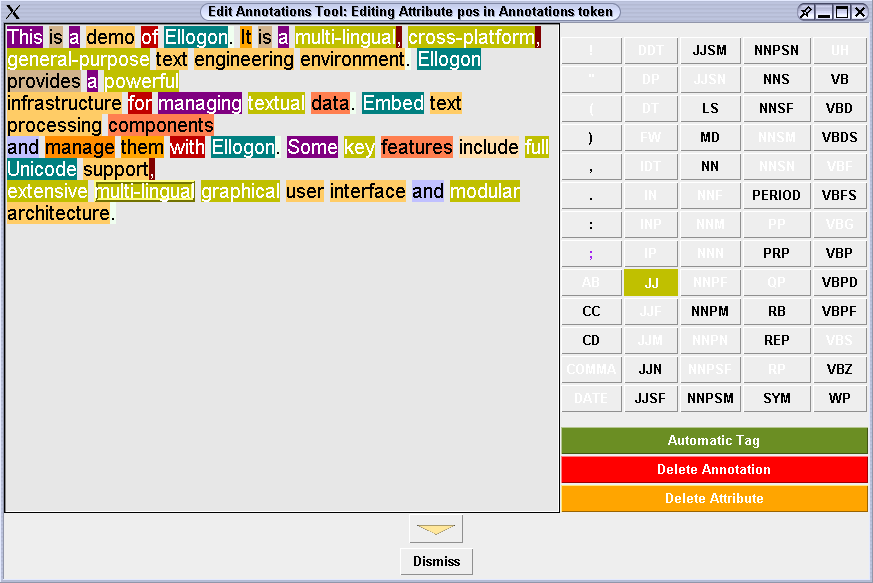 Edit Annotations Tool: Editing Attribute pos in Annotations token
This is a demo of Ellogon. It is a multi-lingual, cross-platform,
general-purpose text engineering environment. Ellogon
provides a powerful
infrastructure for managing textual data. Embed text
processing components
and manage them with Ellogon. Some key features include full
Unicode support,
extensive multi-lingual graphical user interface and modular
architecture.
! DDT JJSM NNPSN UH
" DP JJSN NNS VB
( DT LS NNSF VBD
) FW MD NNSM VBDS
, IDT NN NNSN VBF
. IN NNF PERIOD VBFS
: INP NNM PP VBG
; IP NNN PRP VBP
AB JJ NNPF QP VBPD
CC JJF NNPM RB VBPF
CD JJM NNPN REP VBS
COMMA JJN NNPSF RP VBZ
DATE JJSF NNPSM SYM WP
Automatic Tag
Delete Annotation
Delete Attribute
Dismiss